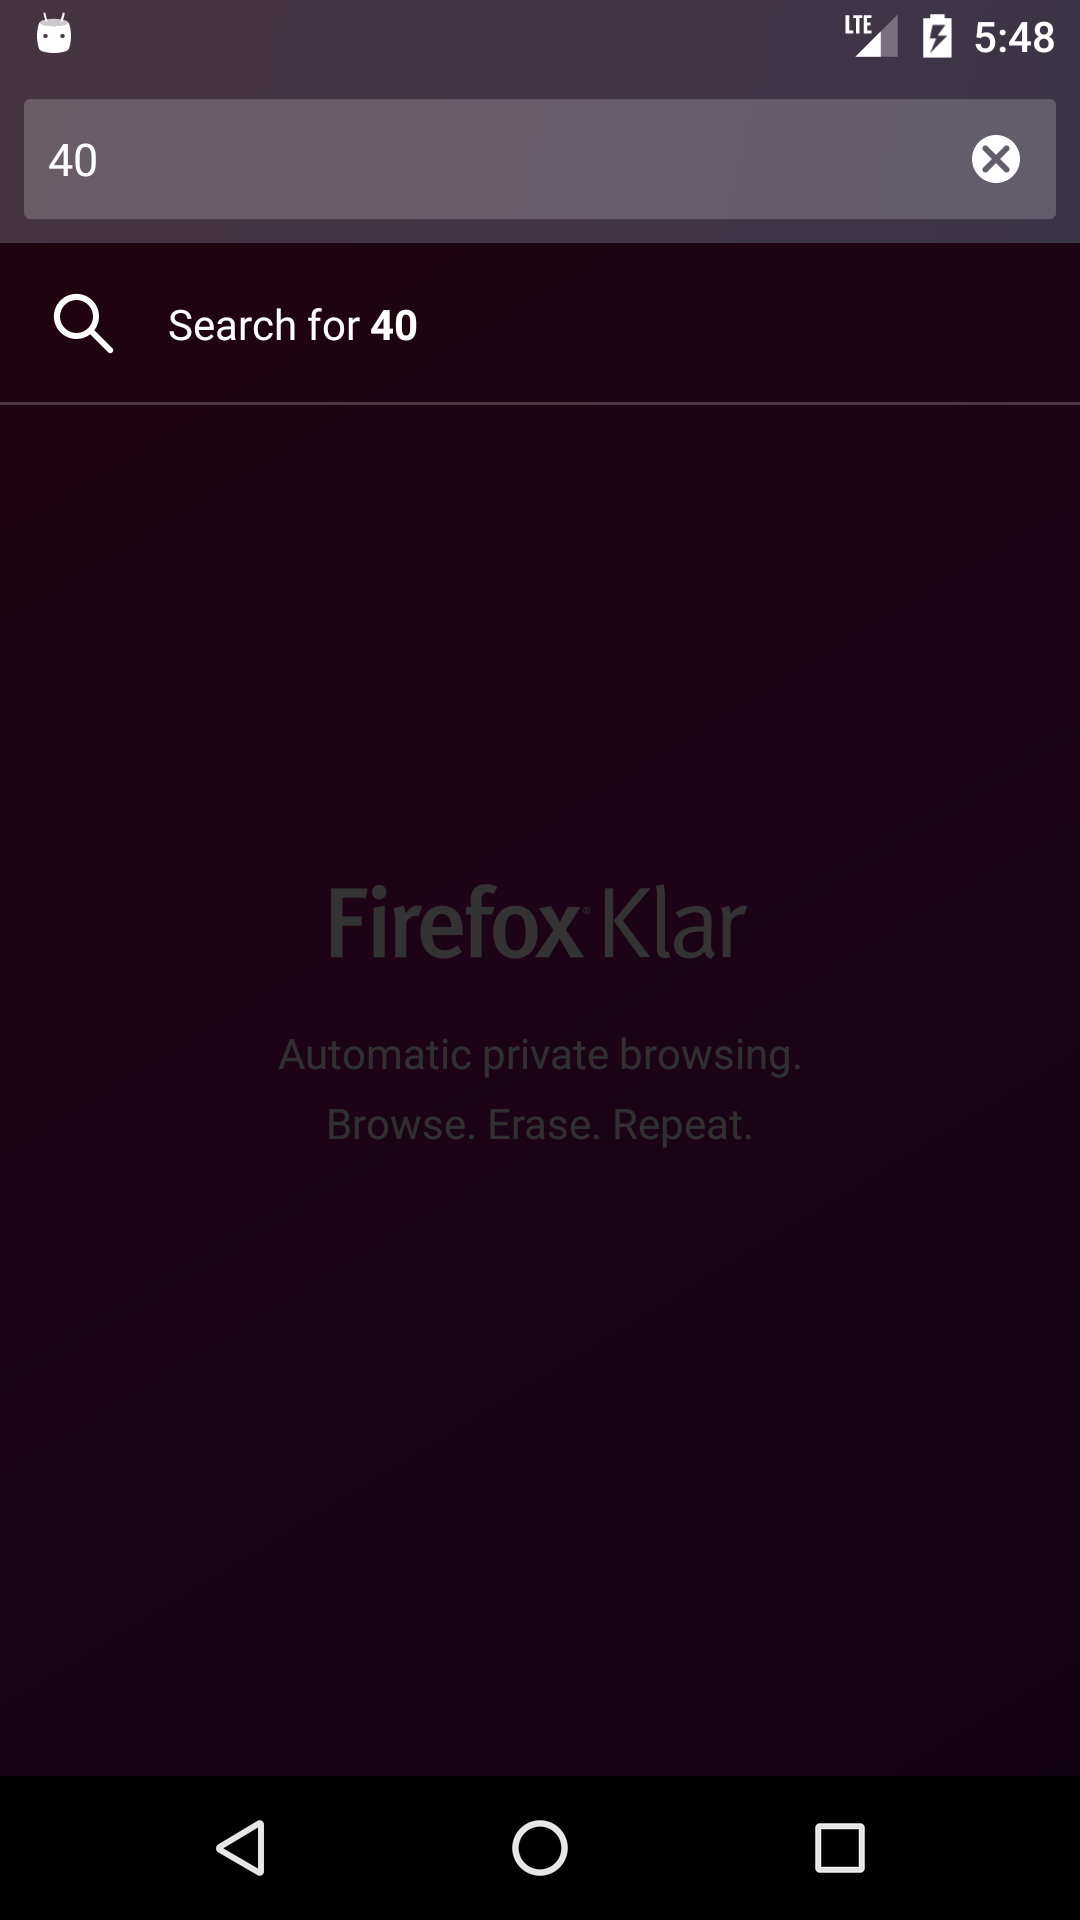 LTE 5:48
40
Search for 40
Firefox® Klar
Automatic private browsing.
Browse. Erase. Repeat.